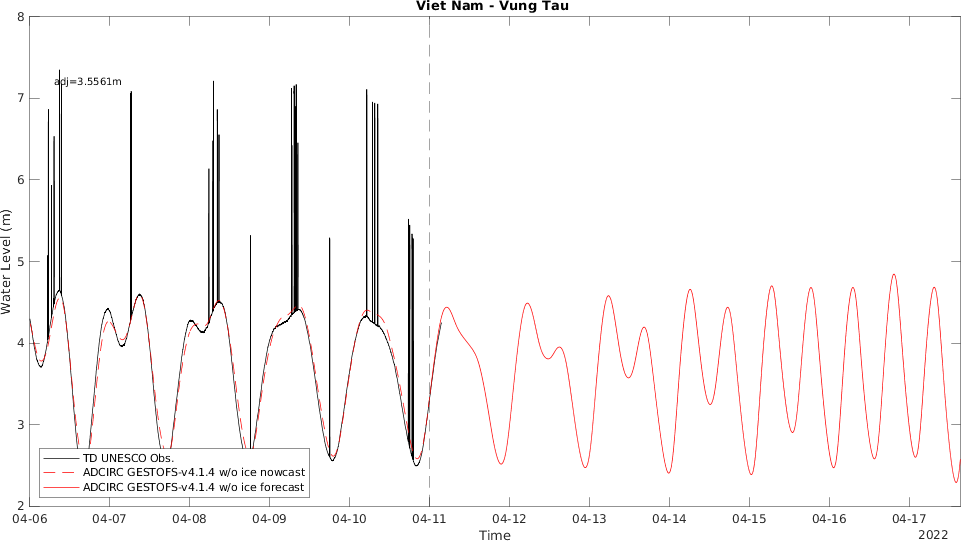 Viet Nam - Vung Tau
8
adj=3.5561m
7
6
5
4
3
2
Water Level (m)
TD UNESCO Obs.
ADCIRC GESTOFS-v4.1.4 w/o ice nowcast
ADCIRC GESTOFS-v4.1.4 w/o ice forecast
04-06 04-07 04-08 04-09 04-10 04-11 04-12 04-13 04-14 04-15 04-16 04-17
Time
2022